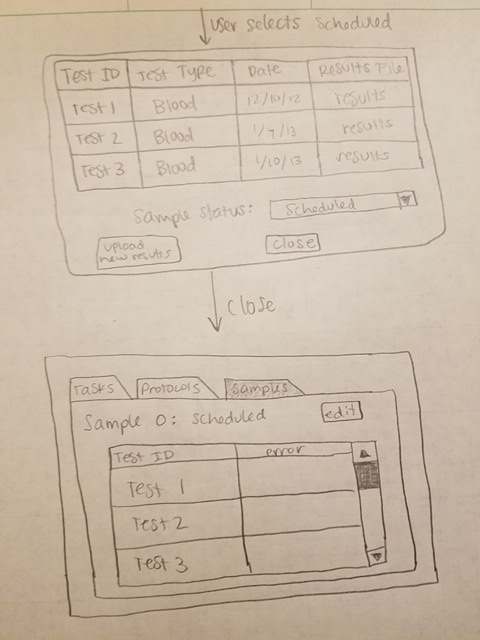 user selects scheduled
Test ID Test Type Date Results File
Test 1 Blood 12/10/12 results
Test 2 Blood 1/7/13 results
Test 3 Blood 1/10/13 results
Sample status: Scheduled
upload
new results
close
close
Tasks Protocols Samples
Sample 0: scheduled edit
Test ID error
Test 1
Test 2
Test 3